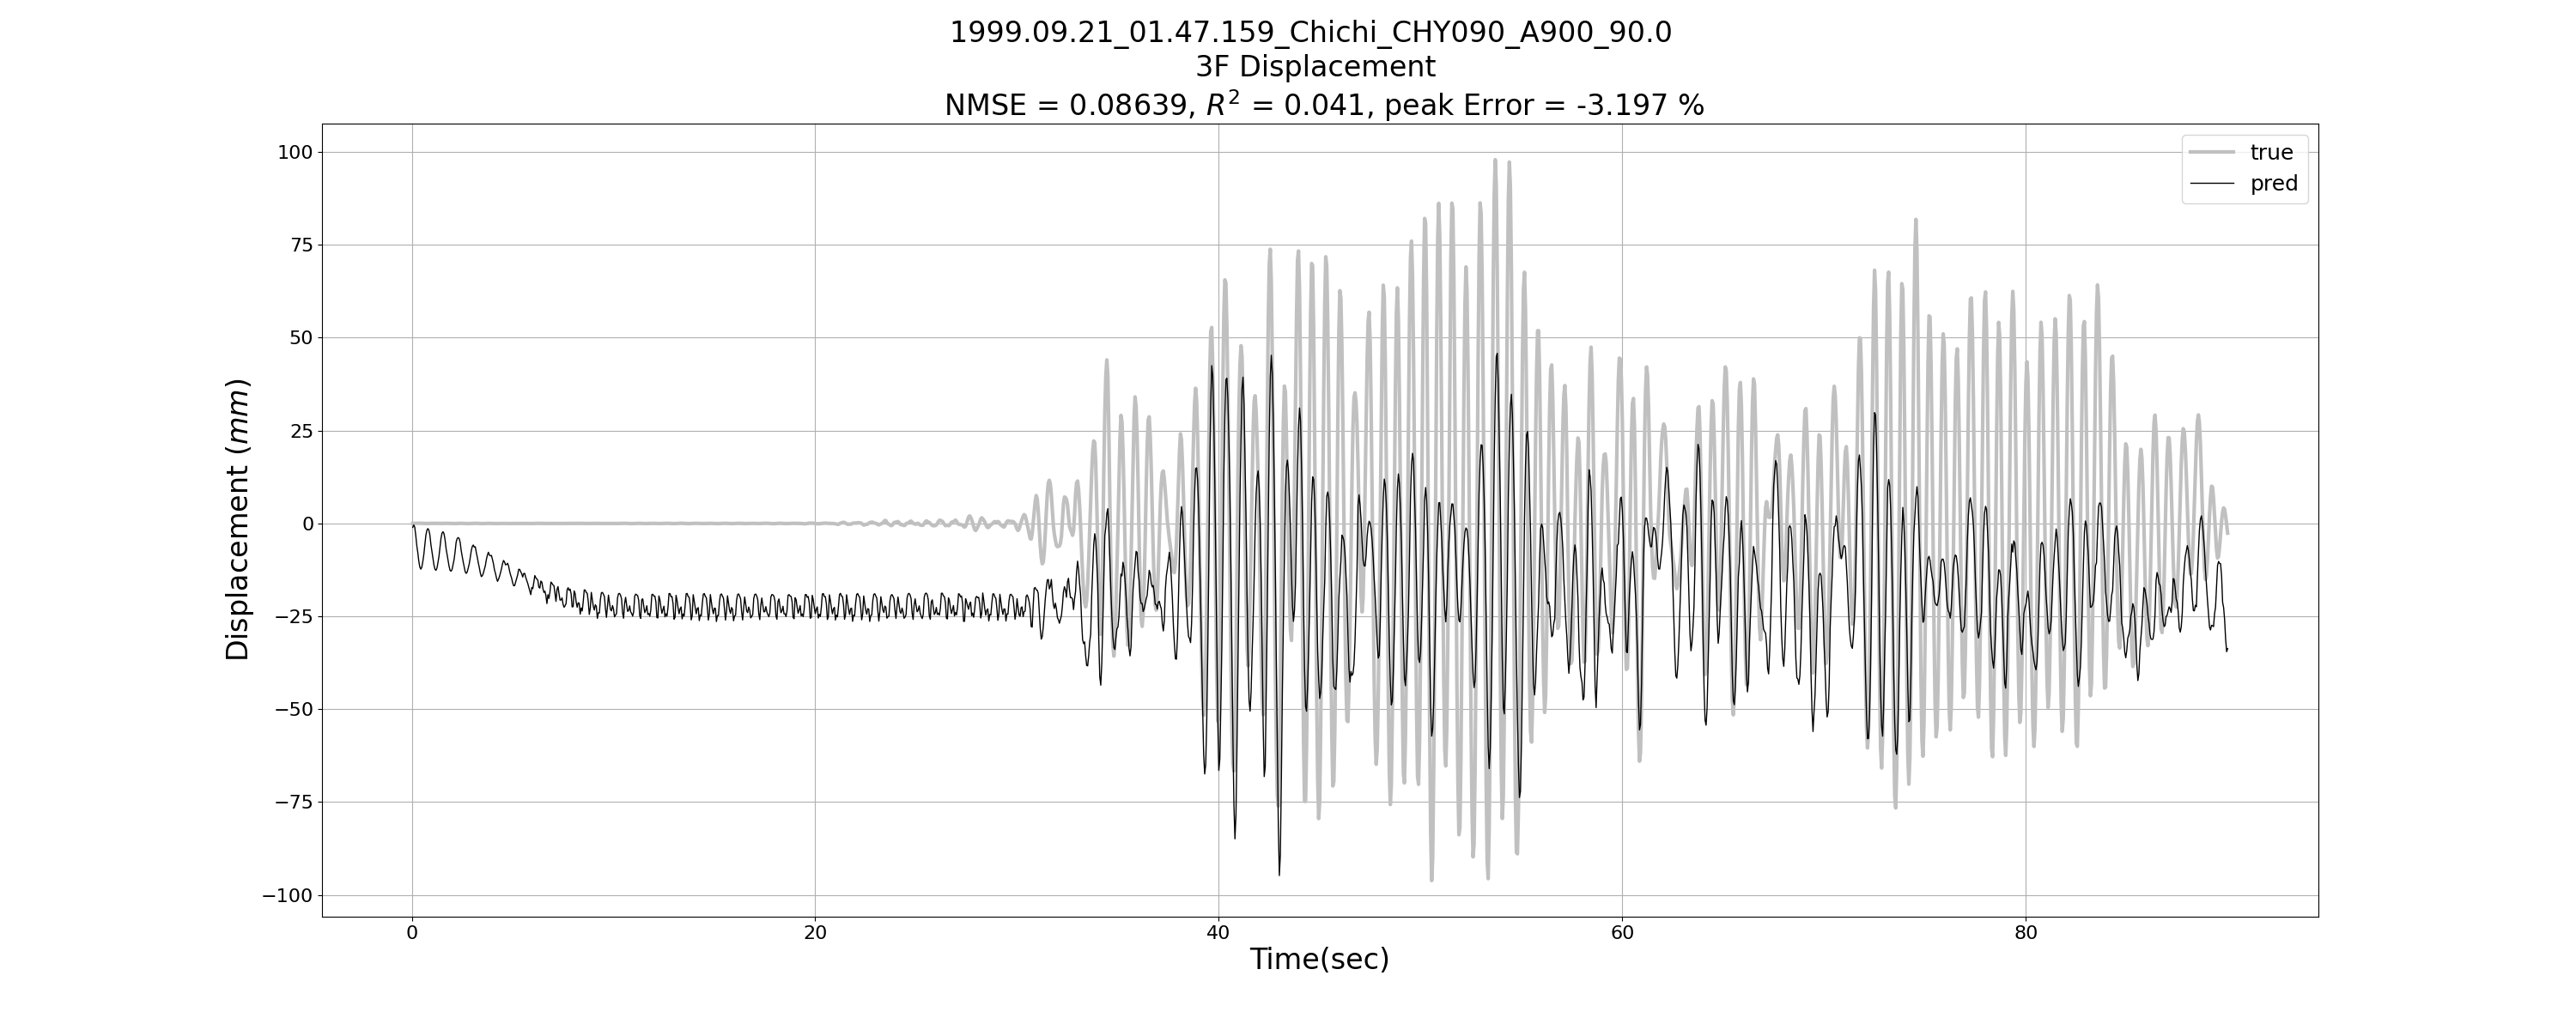 1999.09.21_01.47.159_Chichi_CHY090_A900_90.0
3F Displacement
NMSE = 0.08639, R² = 0.041, peak Error = -3.197 %
true
pred
Displacement (mm)
100
75
50
25
0
−25
−50
−75
−100
0 20 40 60 80
Time(sec)